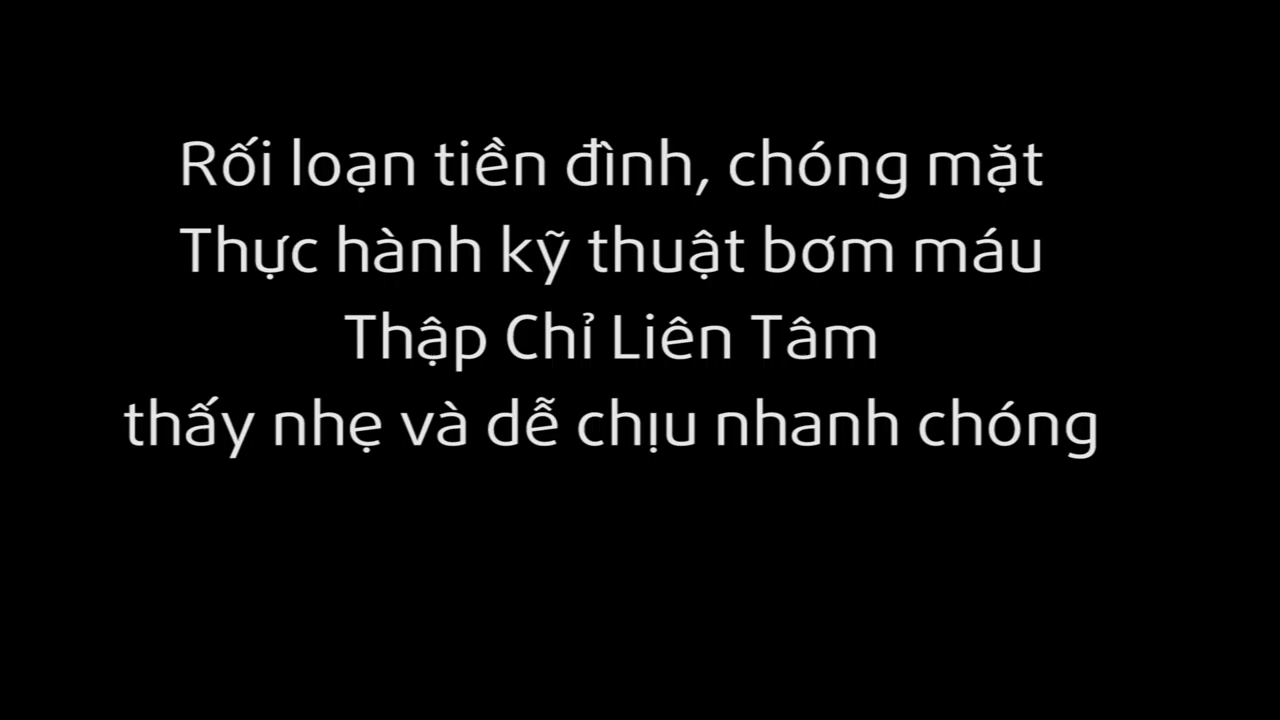 Rối loạn tiền đình, chóng mặt
Thực hành kỹ thuật bơm máu
Thập Chỉ Liên Tâm
thấy nhẹ và dễ chịu nhanh chóng